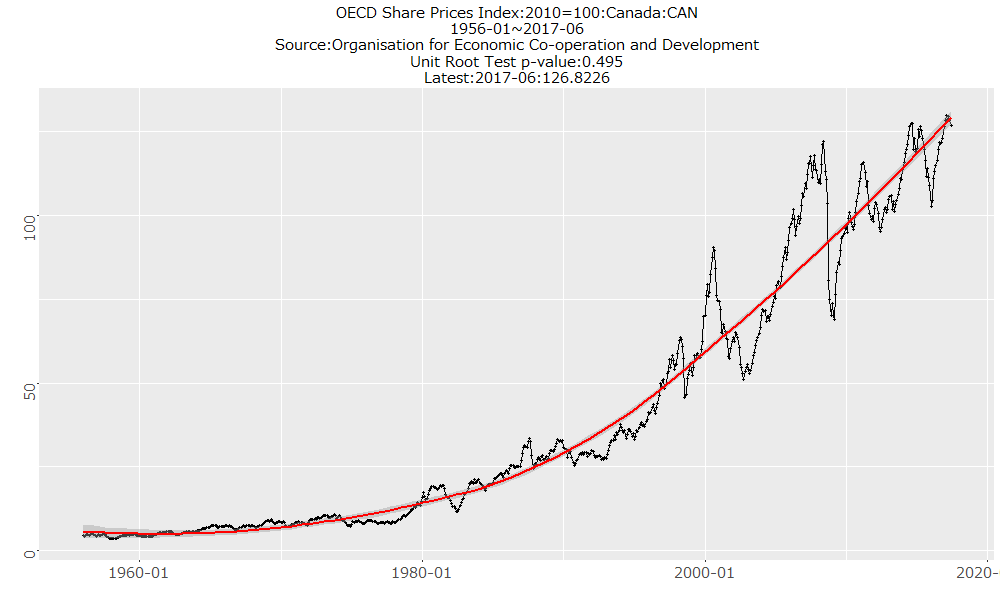 OECD Share Prices Index:2010=100:Canada:CAN
1956-01~2017-06
Source:Organisation for Economic Co-operation and Development
Unit Root Test p-value:0.495
Latest:2017-06:126.8226
100
50
0
1960-01
1980-01
2000-01
2020-